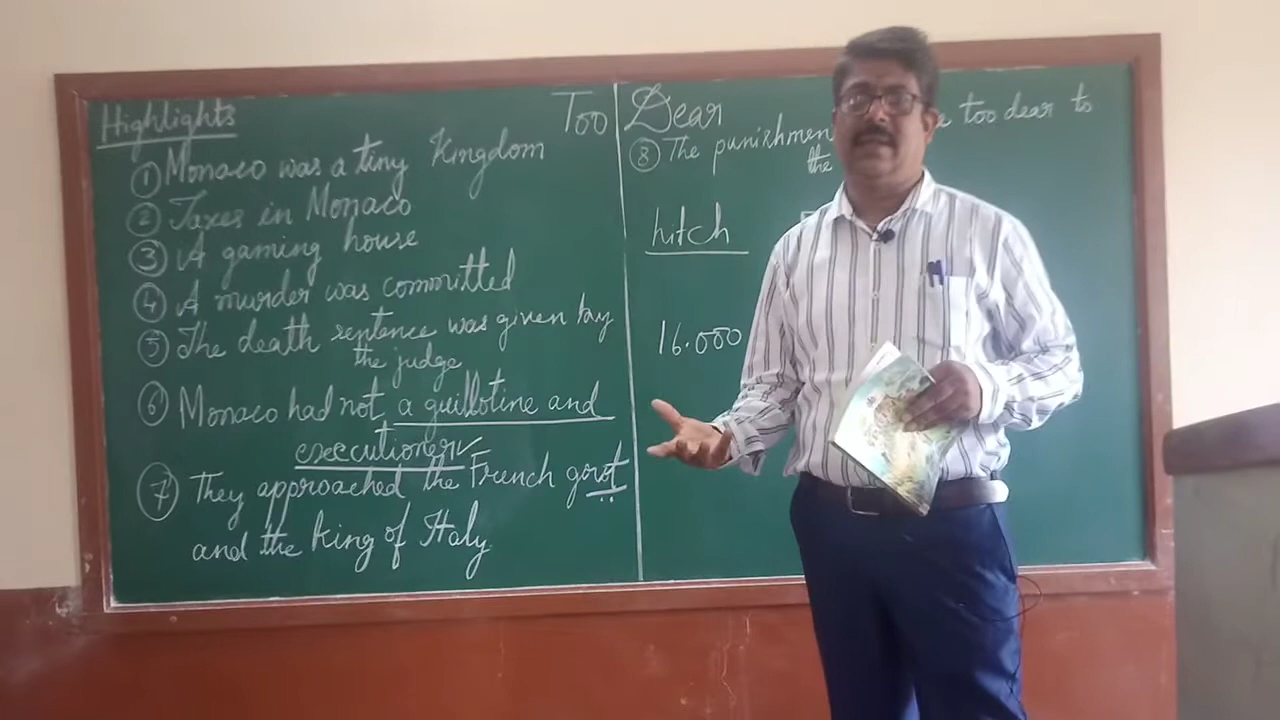 Highlights
Too Dear
① Monaco was a tiny Kingdom
② Taxes in Monaco
③ A gaming house
④ A murder was committed
⑤ The death sentence was given by
the judge
⑥ Monaco had not a guillotine and
executioner
⑦ They approached the French govt
and the King of Italy
⑧ The punishmen too dear to
the
hitch
16.000